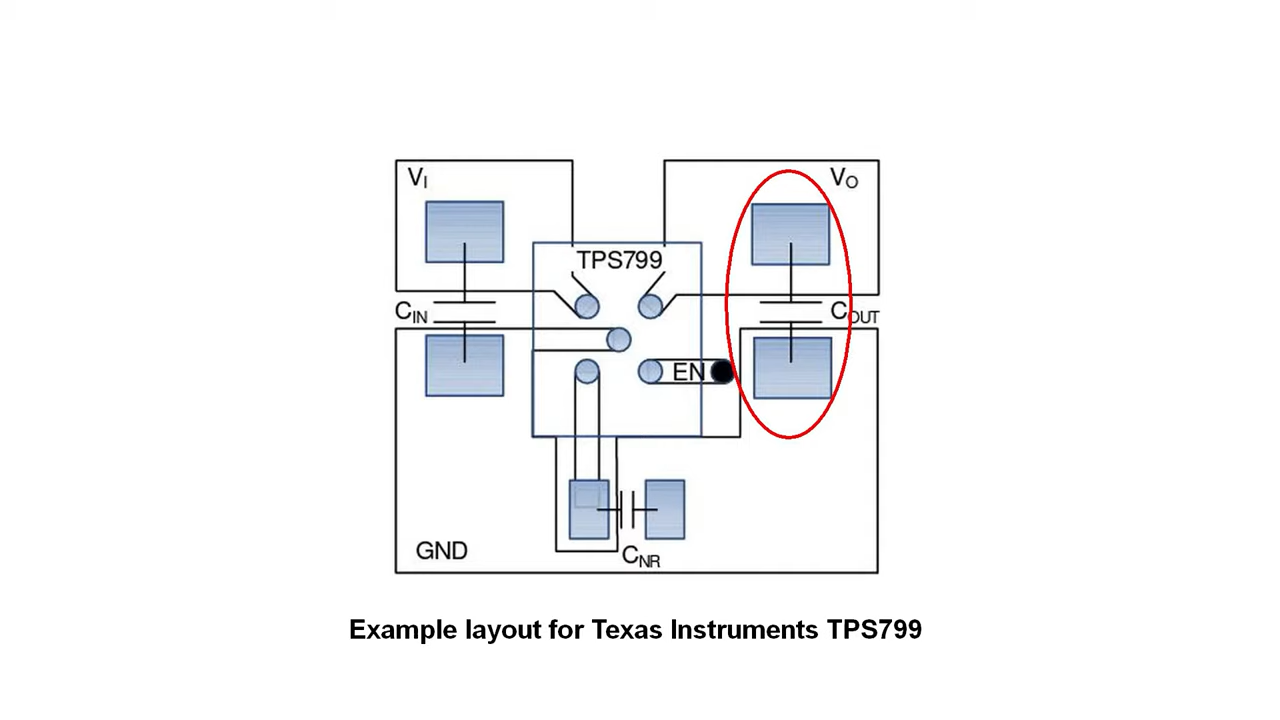 VI
VO
TPS799
CIN
COUT
EN
GND
CNR
Example layout for Texas Instruments TPS799